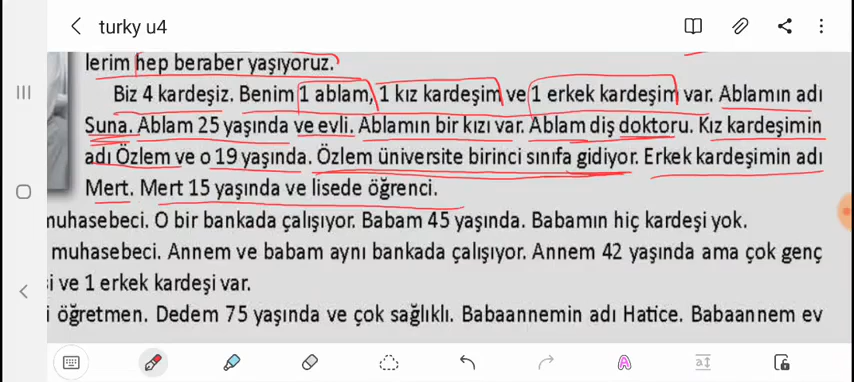 turky u4
lerim hep beraber yaşıyoruz.
Biz 4 kardeşiz. Benim 1 ablam, 1 kız kardeşim ve 1 erkek kardeşim var. Ablamın adı
Suna. Ablam 25 yaşında ve evli. Ablamın bir kızı var. Ablam diş doktoru. Kız kardeşimin
adı Özlem ve o 19 yaşında. Özlem üniversite birinci sınıfa gidiyor. Erkek kardeşimin adı
Mert. Mert 15 yaşında ve lisede öğrenci.
muhasebeci. O bir bankada çalışıyor. Babam 45 yaşında. Babamın hiç kardeşi yok.
muhasebeci. Annem ve babam aynı bankada çalışıyor. Annem 42 yaşında ama çok genç
i ve 1 erkek kardeşi var.
i öğretmen. Dedem 75 yaşında ve çok sağlıklı. Babaannemin adı Hatice. Babaannem ev